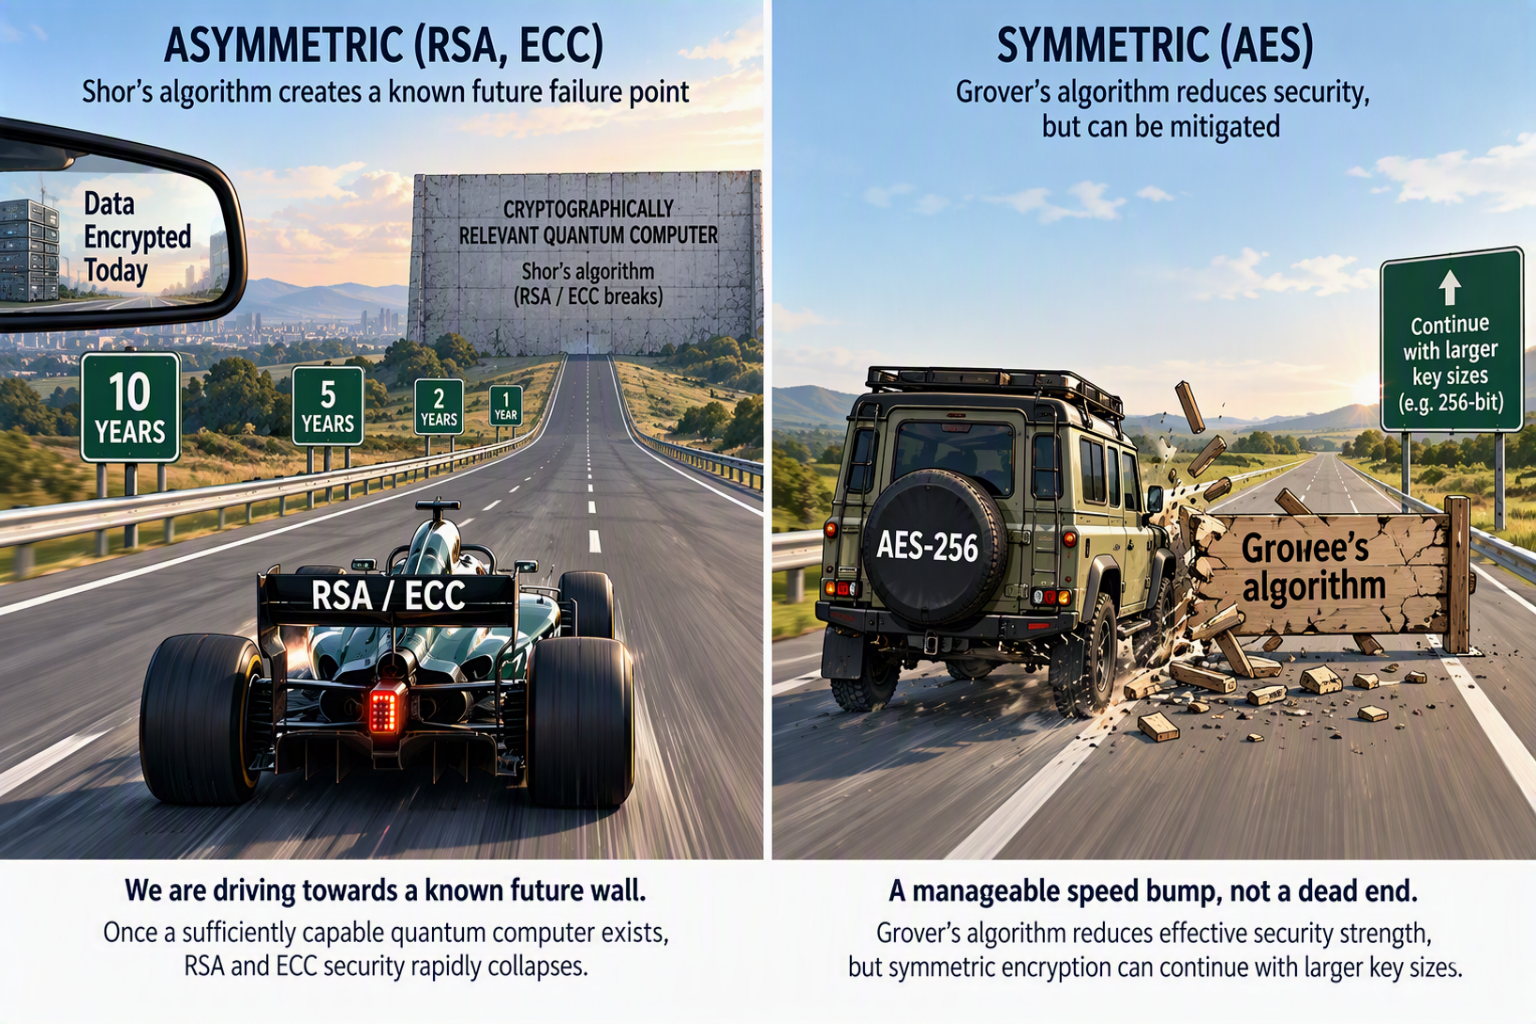 ASYMMETRIC (RSA, ECC)
Shor's algorithm creates a known future failure point
Data
Encrypted
Today
CRYPTOGRAPHICALLY
RELEVANT QUANTUM COMPUTER
Shor's algorithm
(RSA / ECC breaks)
10
YEARS
5
YEARS
2
YEARS
1
YEAR
RSA / ECC
We are driving towards a known future wall.
Once a sufficiently capable quantum computer exists,
RSA and ECC security rapidly collapses.
SYMMETRIC (AES)
Grover's algorithm reduces security,
but can be mitigated
Continue
with larger
key sizes
(e.g. 256-bit)
AES-256
algorithm
A manageable speed bump, not a dead end.
Grover's algorithm reduces effective security strength,
but symmetric encryption can continue with larger key sizes.